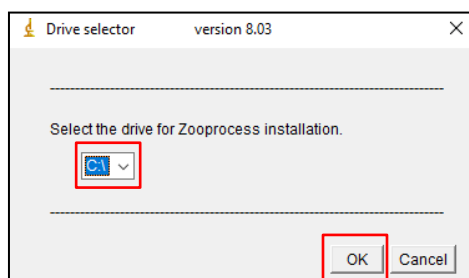 Drive selector version 8.03
Select the drive for Zooprocess installation.
C:\
OK Cancel